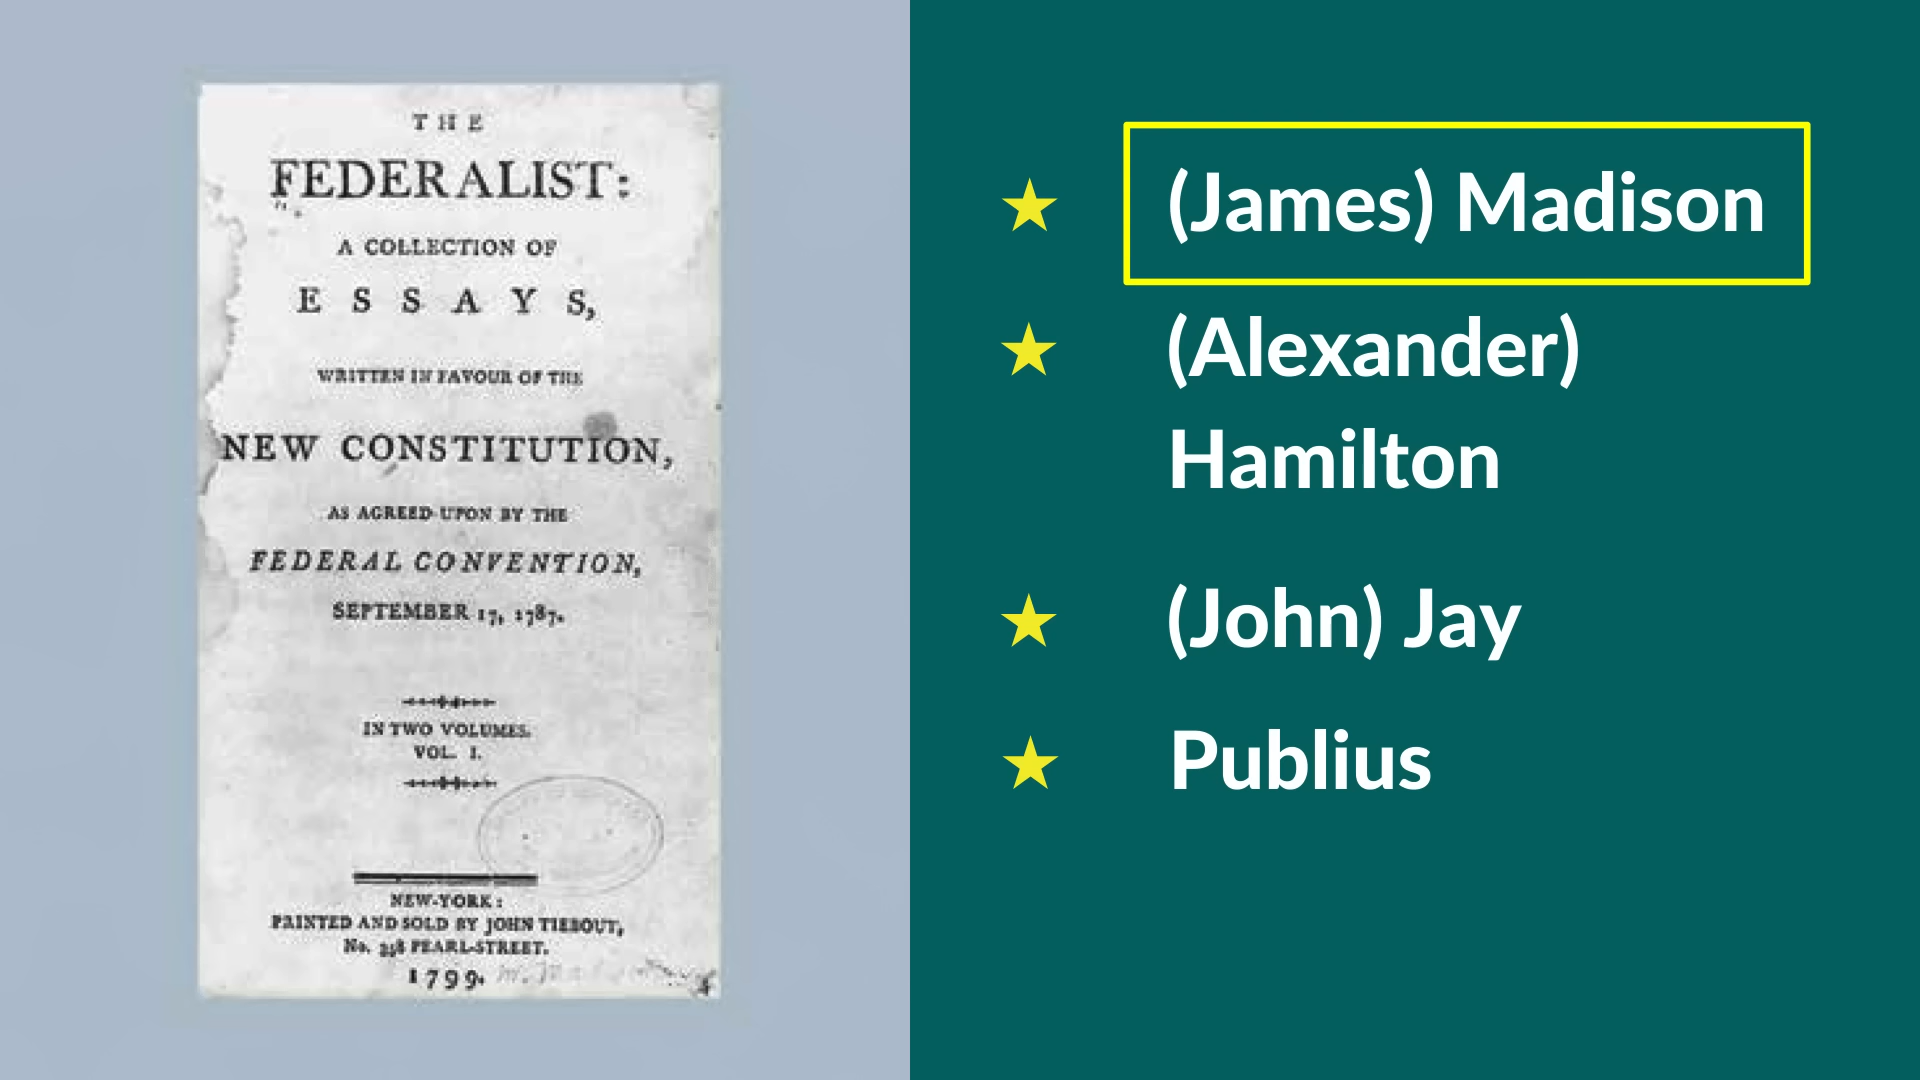 THE
FEDERALIST:
A COLLECTION OF
ESSAYS,
WRITTEN IN FAVOUR OF THE
NEW CONSTITUTION,
AS AGREED UPON BY THE
FEDERAL CONVENTION,
SEPTEMBER 17, 1787.
IN TWO VOLUMES.
VOL. I.
NEW-YORK:
PRINTED AND SOLD BY JOHN TIEBOUT,
No. 358 PEARL-STREET.
1799.
(James) Madison
(Alexander)
Hamilton
(John) Jay
Publius